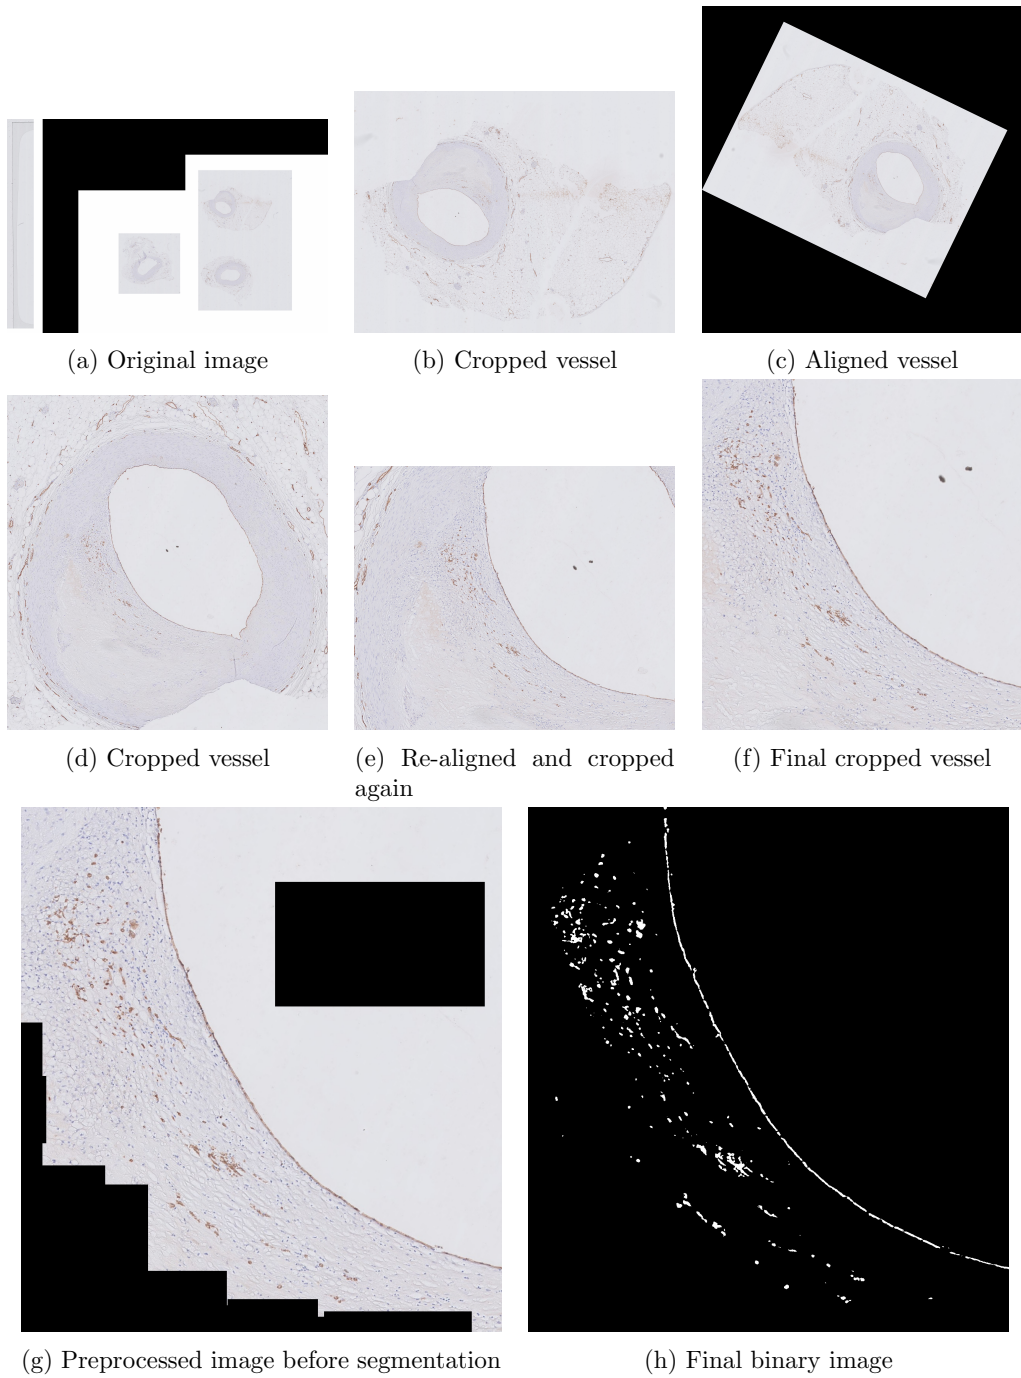 (a) Original image
(b) Cropped vessel
(c) Aligned vessel
(d) Cropped vessel
(e) Re-aligned and cropped
again
(f) Final cropped vessel
(g) Preprocessed image before segmentation
(h) Final binary image